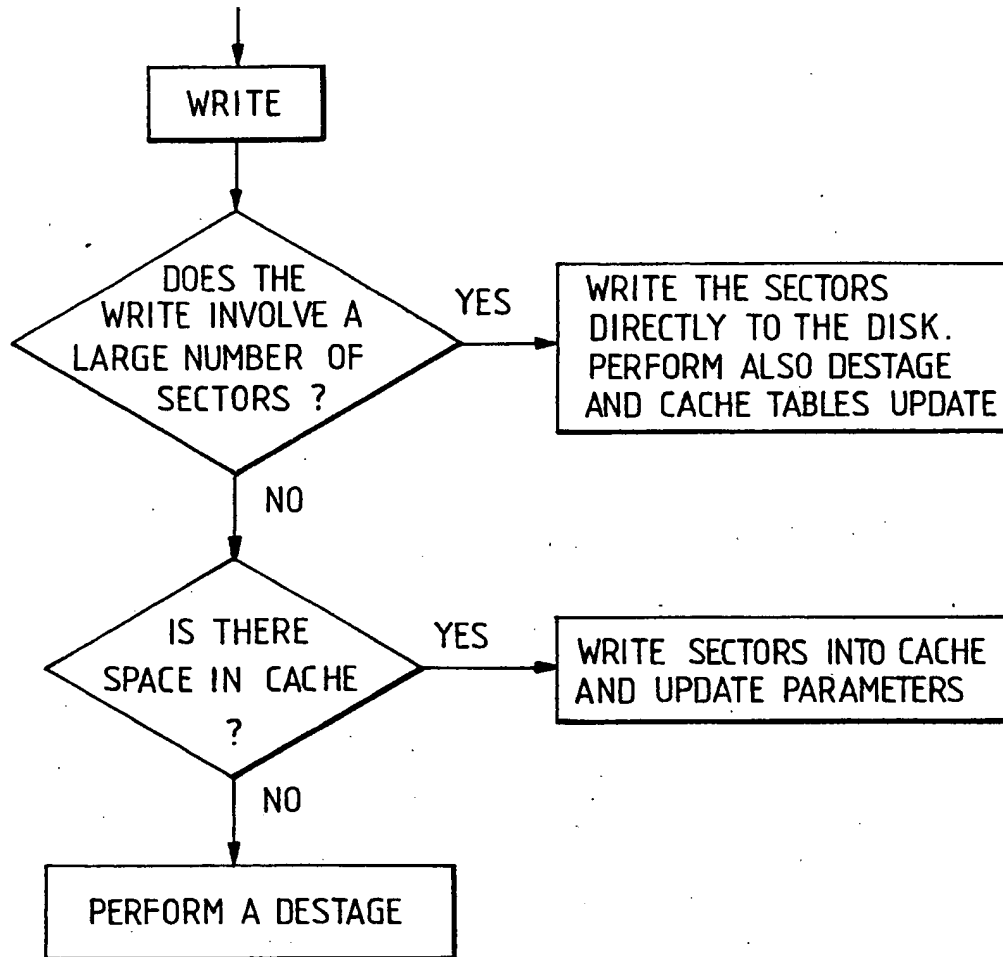 WRITE
DOES THE
WRITE INVOLVE A
LARGE NUMBER OF
SECTORS ?
YES
WRITE THE SECTORS
DIRECTLY TO THE DISK.
PERFORM ALSO DESTAGE
AND CACHE TABLES UPDATE
NO
IS THERE
SPACE IN CACHE
?
YES
WRITE SECTORS INTO CACHE
AND UPDATE PARAMETERS
NO
PERFORM A DESTAGE